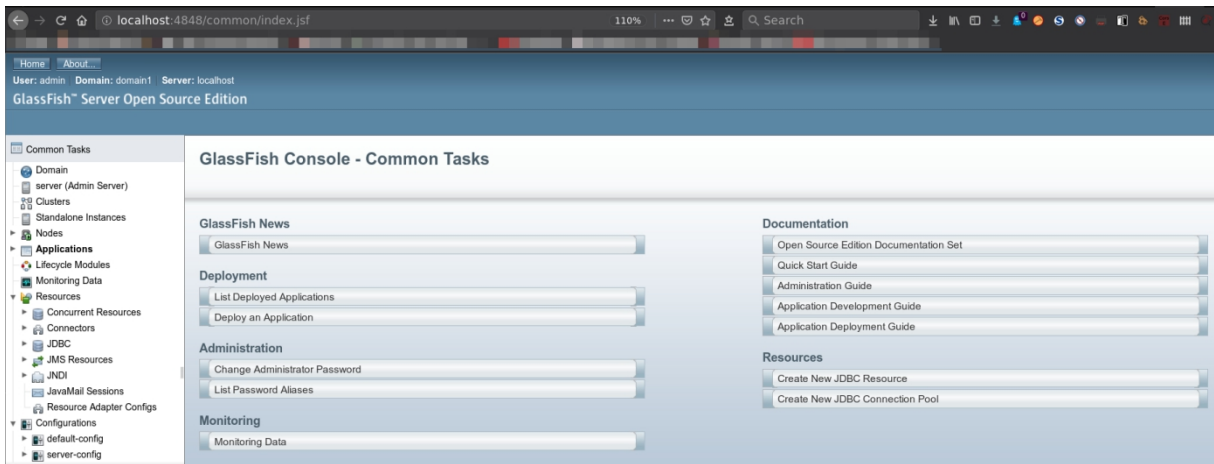 localhost:4848/common/index.jsf
110%
Search
Home About...
User: admin Domain: domain1 Server: localhost
GlassFish™ Server Open Source Edition
Common Tasks
Domain
server (Admin Server)
Clusters
Standalone Instances
Nodes
Applications
Lifecycle Modules
Monitoring Data
Resources
Concurrent Resources
Connectors
JDBC
JMS Resources
JNDI
JavaMail Sessions
Resource Adapter Configs
Configurations
default-config
server-config
GlassFish Console - Common Tasks
GlassFish News
GlassFish News
Deployment
List Deployed Applications
Deploy an Application
Administration
Change Administrator Password
List Password Aliases
Monitoring
Monitoring Data
Documentation
Open Source Edition Documentation Set
Quick Start Guide
Administration Guide
Application Development Guide
Application Deployment Guide
Resources
Create New JDBC Resource
Create New JDBC Connection Pool